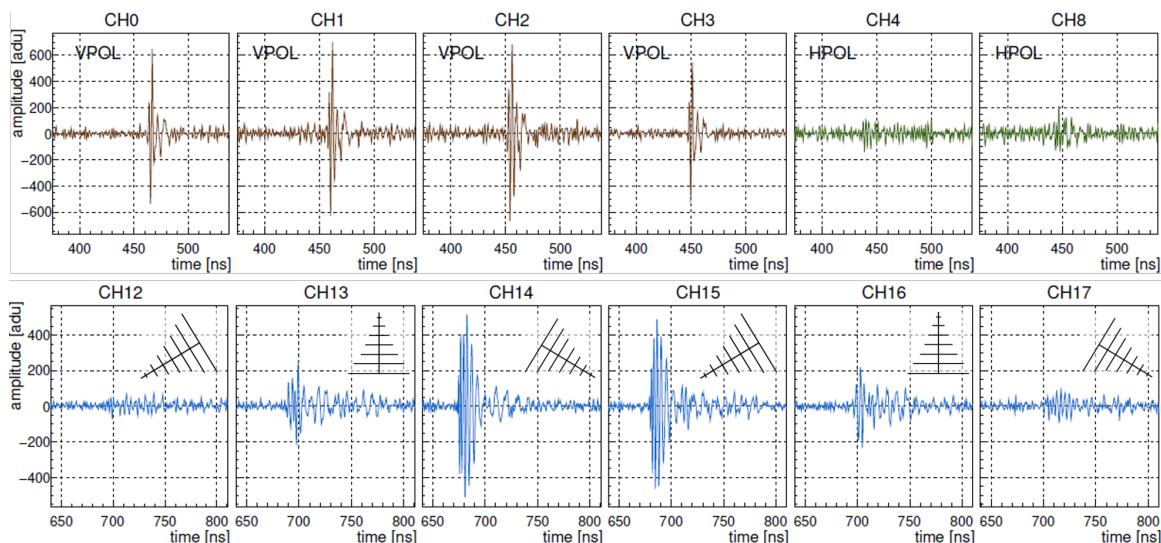 CH0 CH1 CH2 CH3 CH4 CH8
amplitude [adu]
600
400
200
0
−200
−400
−600
VPOL VPOL VPOL VPOL HPOL HPOL
400 450 500 400 450 500 400 450 500 400 450 500 400 450 500 400 450 500
time [ns] time [ns] time [ns] time [ns] time [ns] time [ns]
CH12 CH13 CH14 CH15 CH16 CH17
amplitude [adu]
400
200
0
−200
−400
650 700 750 800 650 700 750 800 650 700 750 800 650 700 750 800 650 700 750 800 650 700 750 800
time [ns] time [ns] time [ns] time [ns] time [ns] time [ns]